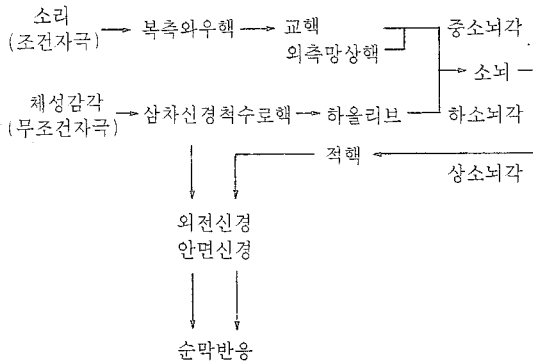 소리
(조건자극)
복측와우핵
교핵
외측망상핵
중소뇌각
소뇌
체성감각
(무조건자극)
삼차신경척수로핵
하올리브
하소뇌각
적핵
상소뇌각
외전신경
안면신경
순막반응